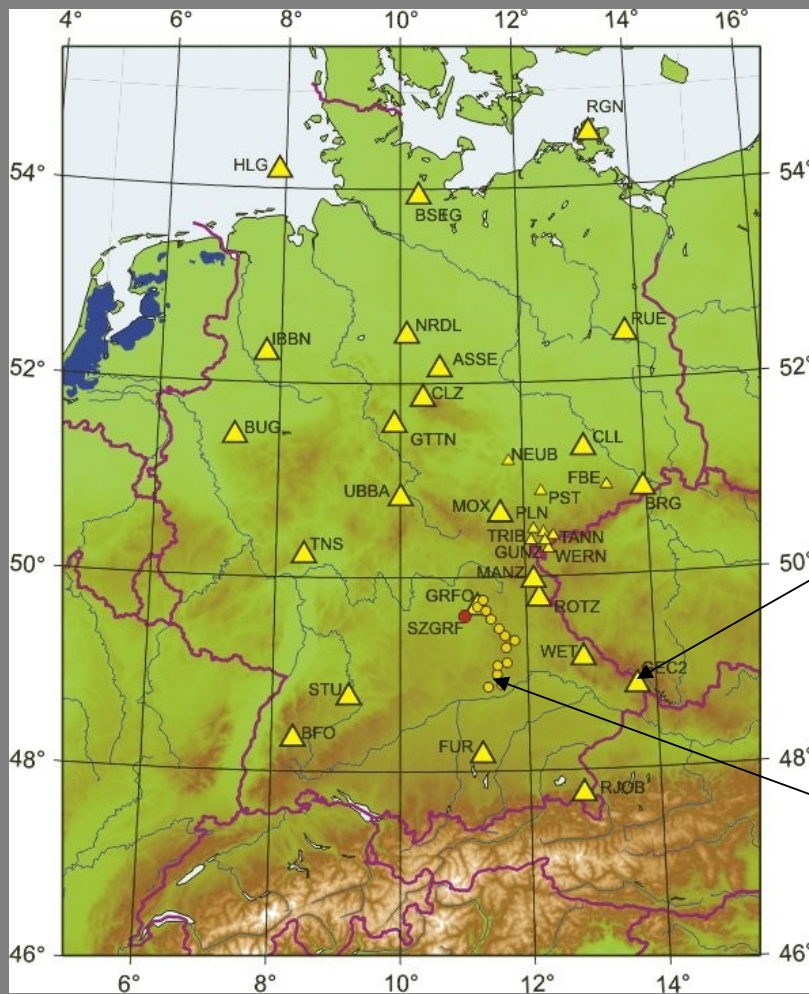 4° 6° 8° 10° 12° 14° 16°
RGN
54° HLG 54°
BSEG
NRDL RUE
IBBN
52° ASSE 52°
CLZ
BUG GTTN CLL
NEUB
FBE
UBBA PST
MOX PLN BRG
TRIB TANN
TNS GUNZ WERN
50° MANZ 50°
GRFO ROTZ
SZGRF
WET
GEC2
STU
BFO
48° FUR 48°
RJOB
46° 46°
6° 8° 10° 12° 14°